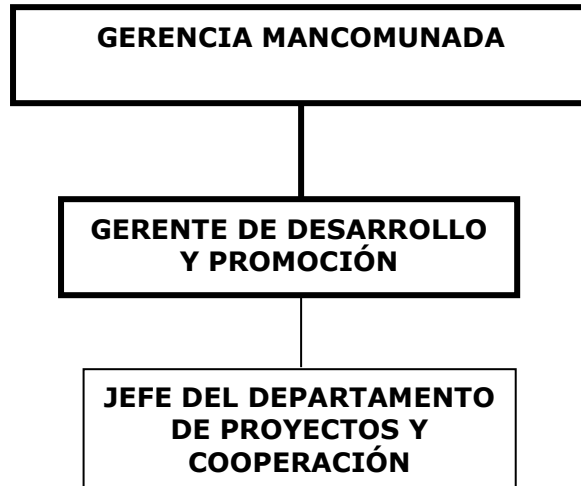 GERENCIA MANCOMUNADA
GERENTE DE DESARROLLO
Y PROMOCIÓN
JEFE DEL DEPARTAMENTO
DE PROYECTOS Y
COOPERACIÓN